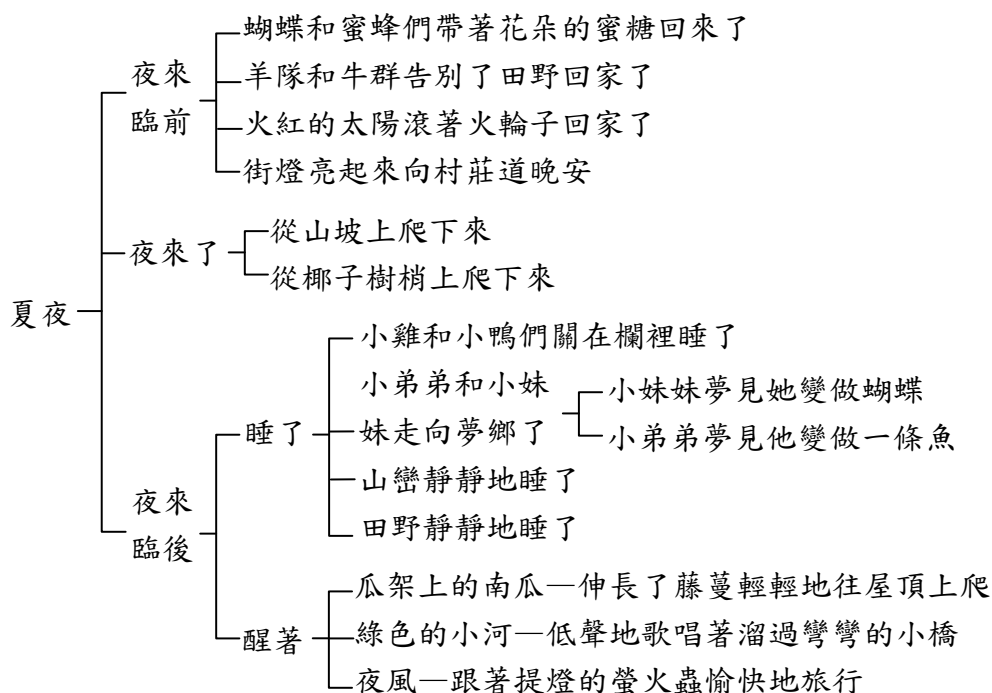 夏夜
夜來
臨前
蝴蝶和蜜蜂們帶著花朵的蜜糖回來了
羊隊和牛群告別了田野回家了
火紅的太陽滾著火輪子回家了
街燈亮起來向村莊道晚安
夜來了
從山坡上爬下來
從椰子樹梢上爬下來
夜來
臨後
睡了
小雞和小鴨們關在欄裡睡了
小弟弟和小妹
妹走向夢鄉了
小妹妹夢見她變做蝴蝶
小弟弟夢見他變做一條魚
山巒靜靜地睡了
田野靜靜地睡了
醒著
瓜架上的南瓜—伸長了藤蔓輕輕地往屋頂上爬
綠色的小河—低聲地歌唱著溜過彎彎的小橋
夜風—跟著提燈的螢火蟲愉快地旅行